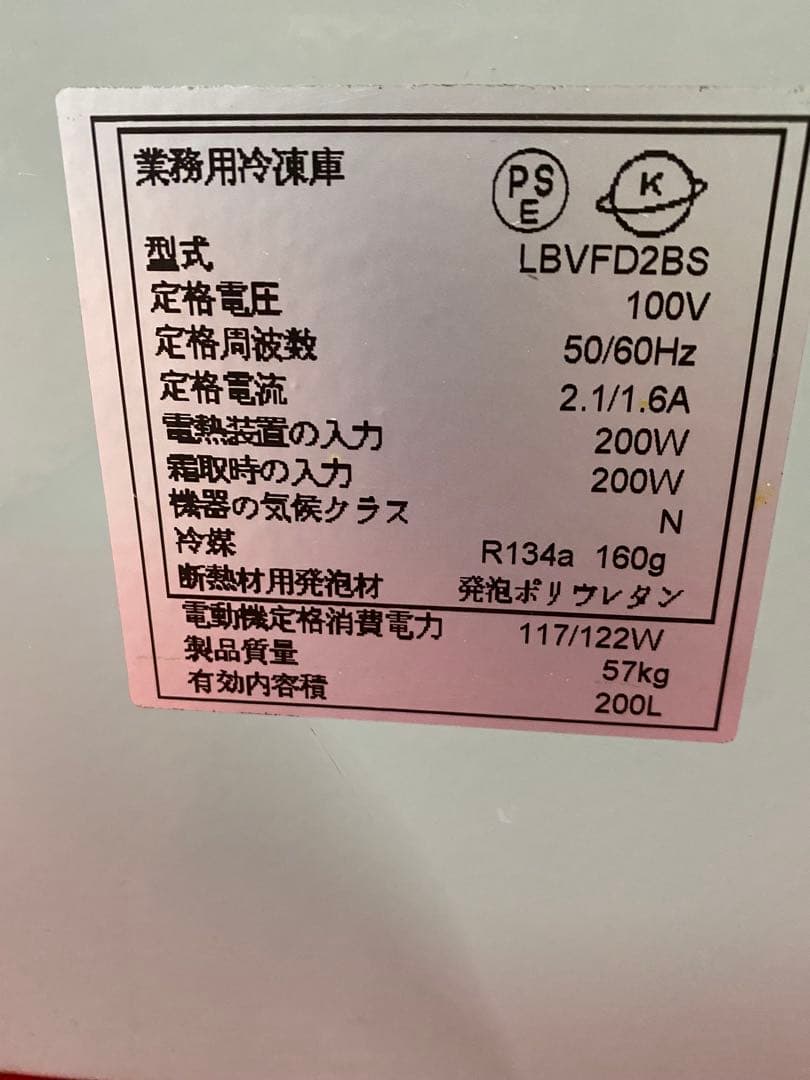 業務用冷凍庫 PSE K
型式 LBVFD2BS
定格電圧 100V
定格周波数 50/60Hz
定格電流 2.1/1.6A
電熱装置の入力 200W
霜取時の入力 200W
機器の気候クラス N
冷媒 R134a 160g
断熱材用発泡材 発泡ポリウレタン
電動機定格消費電力 117/122W
製品質量 57kg
有効内容積 200L